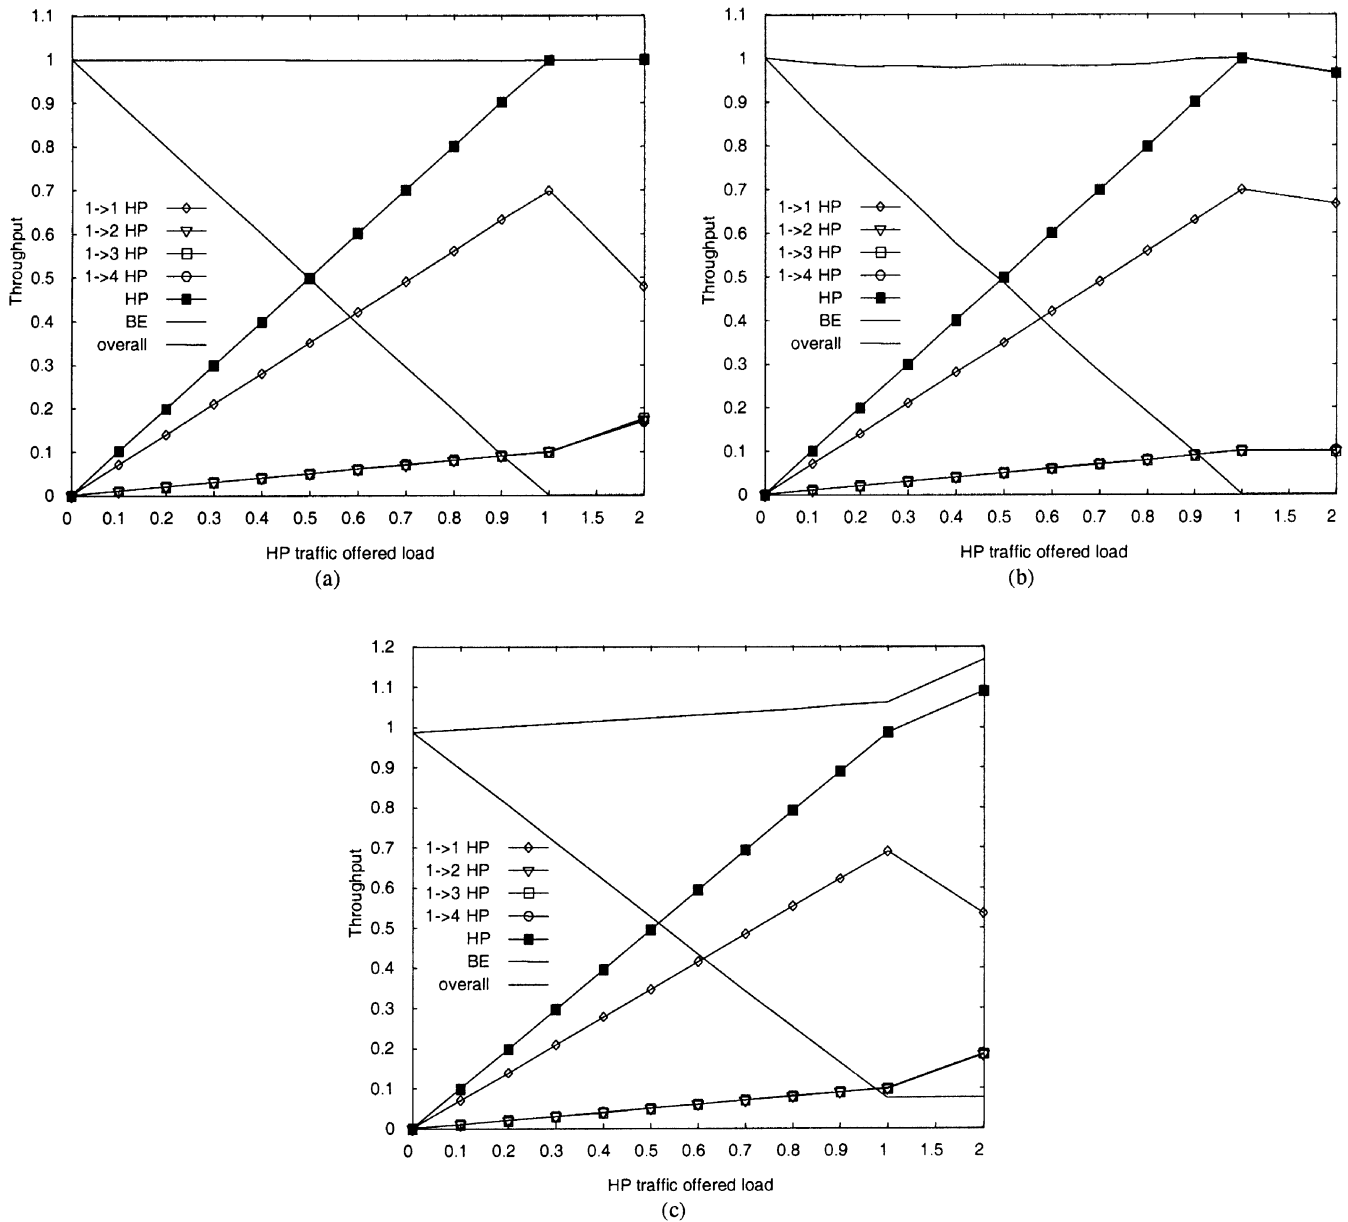 1.1
1
0.9
0.8
0.7
0.6
0.5
0.4
0.3
0.2
0.1
0
Throughput
1->1 HP
1->2 HP
1->3 HP
1->4 HP
HP
BE
overall
0 0.1 0.2 0.3 0.4 0.5 0.6 0.7 0.8 0.9 1 1.5 2
HP traffic offered load
(a)
1.1
1
0.9
0.8
0.7
0.6
0.5
0.4
0.3
0.2
0.1
0
Throughput
1->1 HP
1->2 HP
1->3 HP
1->4 HP
HP
BE
overall
0 0.1 0.2 0.3 0.4 0.5 0.6 0.7 0.8 0.9 1 1.5 2
HP traffic offered load
(b)
1.2
1.1
1
0.9
0.8
0.7
0.6
0.5
0.4
0.3
0.2
0.1
0
Throughput
1->1 HP
1->2 HP
1->3 HP
1->4 HP
HP
BE
overall
0 0.1 0.2 0.3 0.4 0.5 0.6 0.7 0.8 0.9 1 1.5 2
HP traffic offered load
(c)